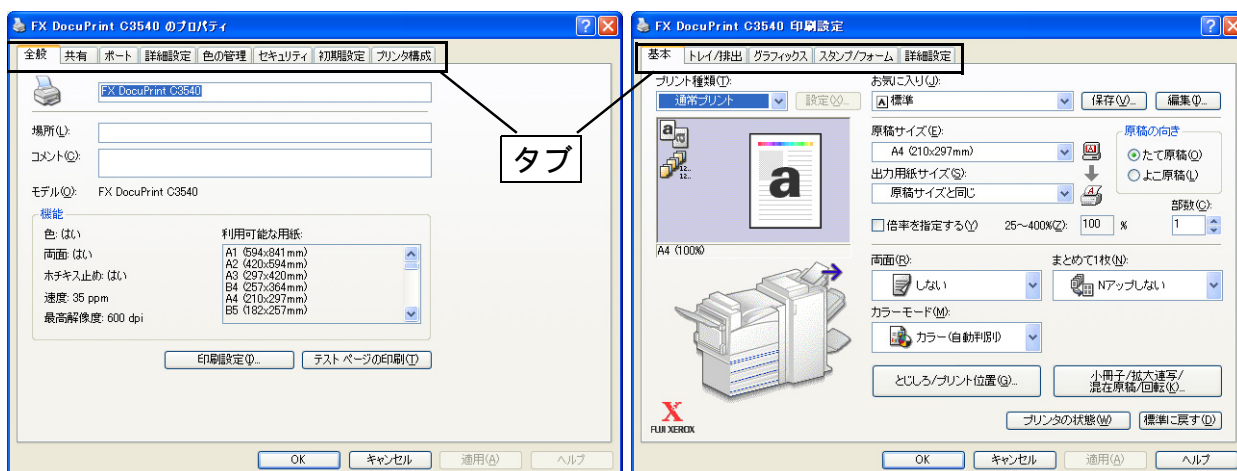 FX DocuPrint C3540 のプロパティ
全般 共有 ポート 詳細設定 色の管理 セキュリティ 初期設定 プリンタ構成
FX DocuPrint C3540
場所(L):
コメント(C):
モデル(O): FX DocuPrint C3540
機能
色: はい
両面: はい
ホチキス止め: はい
速度: 35 ppm
最高解像度: 600 dpi
利用可能な用紙:
A1 (594x841mm)
A2 (420x594mm)
A3 (297x420mm)
B4 (257x364mm)
A4 (210x297mm)
B5 (182x257mm)
印刷設定(I)... テスト ページの印刷(T)
OK キャンセル 適用(A) ヘルプ
タブ
FX DocuPrint C3540 印刷設定
基本 トレイ/排出 グラフィックス スタンプ/フォーム 詳細設定
プリント種類(T):
通常プリント 設定(X)...
A4 (100%)
お気に入り(J):
標準 保存(V)... 編集(I)...
原稿サイズ(E):
A4 (210x297mm)
出力用紙サイズ(S):
原稿サイズと同じ
原稿の向き
たて原稿(O)
よこ原稿(L)
部数(C):
1
倍率を指定する(Y) 25～400%(Z): 100 %
両面(R):
しない
まとめて1枚(N):
Nアップしない
カラーモード(M):
カラー(自動判別)
とじしろ/プリント位置(G)...
小冊子/拡大連写/
混在原稿/回転(K)...
FUJI XEROX
プリンタの状態(W) 標準に戻す(D)
OK キャンセル 適用(A) ヘルプ